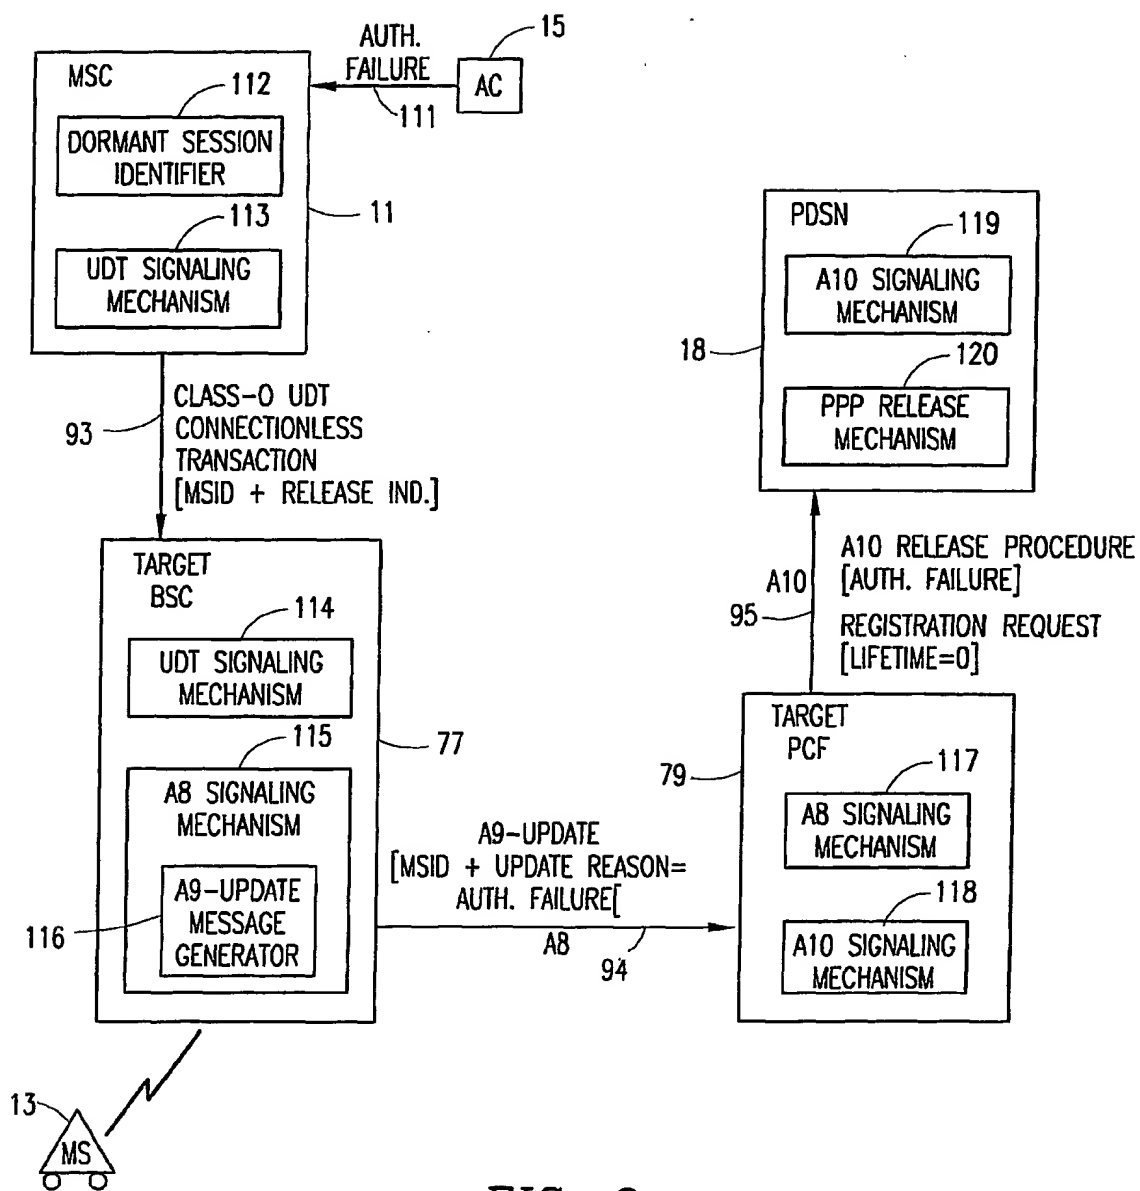 15
AUTH.
FAILURE
AC
111
MSC
112
DORMANT SESSION
IDENTIFIER
11
113
UDT SIGNALING
MECHANISM
93
CLASS-0 UDT
CONNECTIONLESS
TRANSACTION
[MSID + RELEASE IND.]
TARGET
BSC
114
UDT SIGNALING
MECHANISM
115
77
A8 SIGNALING
MECHANISM
A9-UPDATE
MESSAGE
GENERATOR
116
A9-UPDATE
[MSID + UPDATE REASON=
AUTH. FAILURE[
A8
94
PDSN
119
A10 SIGNALING
MECHANISM
18
120
PPP RELEASE
MECHANISM
A10
95
A10 RELEASE PROCEDURE
[AUTH. FAILURE]
REGISTRATION REQUEST
[LIFETIME=0]
TARGET
PCF
79
117
A8 SIGNALING
MECHANISM
118
A10 SIGNALING
MECHANISM
13
MS